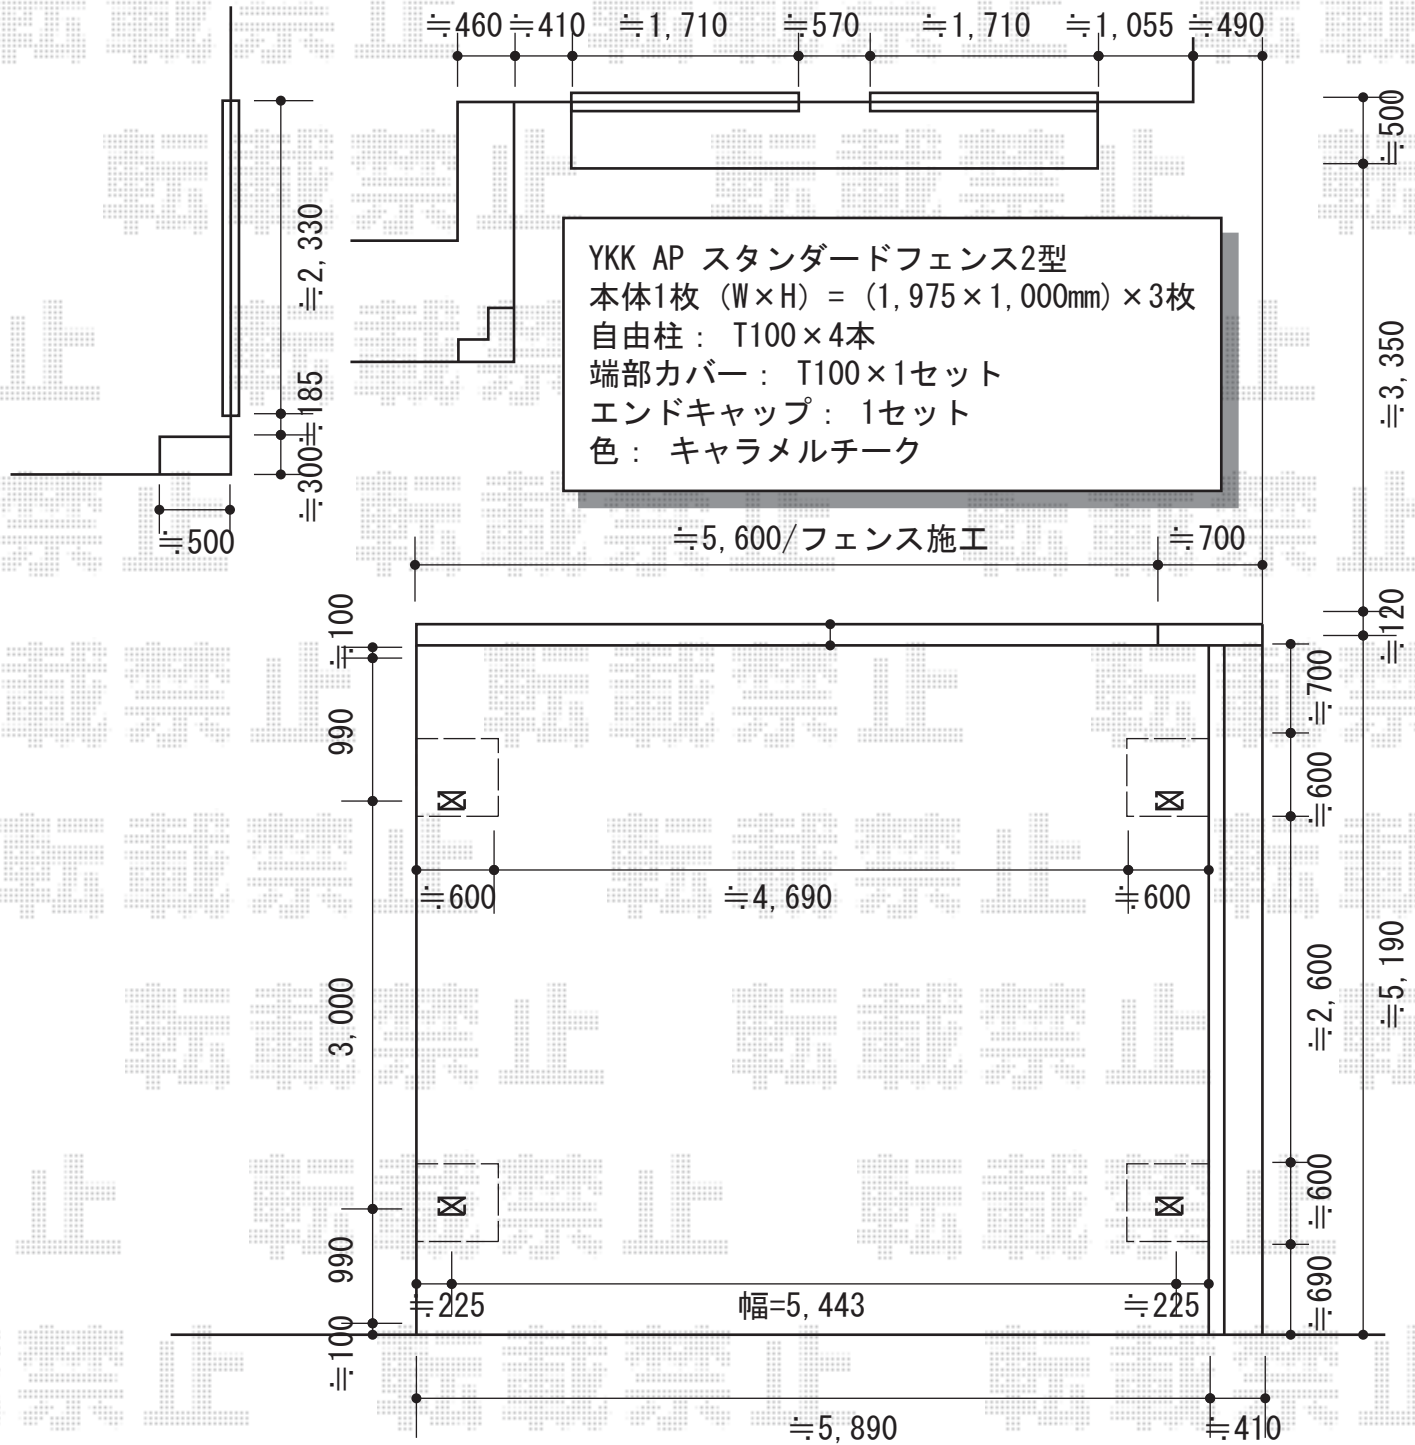 ≒460 ≒410 ≒1,710 ≒570 ≒1,710 ≒1,055 ≒490
≒500
≒2,330
≒3,350
≒185
≒300
≒500
YKK AP スタンダードフェンス2型
本体1枚 (W×H) = (1,975×1,000mm)×3枚
自由柱: T100×4本
端部カバー: T100×1セット
エンドキャップ: 1セット
色: キャラメルチーク
≒5,600/フェンス施工 ≒700
≒100
≒120
990
≒700
≒600
≒600 ≒4,690 ≒600
3,000
≒2,600
≒5,190
≒600
990
≒690
≒225 幅=5,443 ≒225
≒100
≒5,890 ≒410
転載禁止